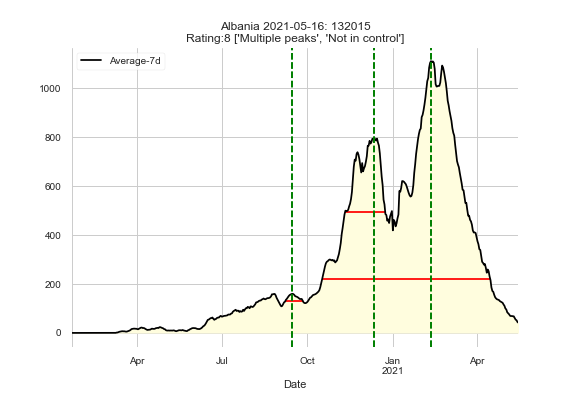 Albania 2021-05-16: 132015
Rating:8 ['Multiple peaks', 'Not in control']
Average-7d
1000
800
600
400
200
0
Apr Jul Oct Jan Apr
2021
Date